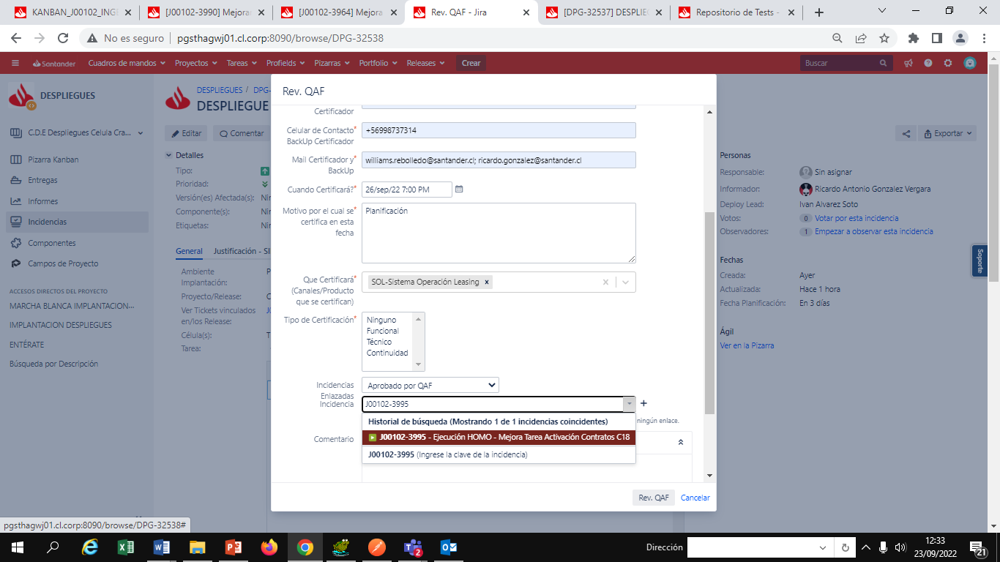 KANBAN_J00102_INGE
[J00102-3990] Mejora
[J00102-3964] Mejora
Rev. QAF - Jira
[DPG-32537] DESPLIE
Repositorio de Tests -
No es seguro
pgsthagwj01.cl.corp:8090/browse/DPG-32538
Santander
Cuadros de mandos
Proyectos
Tareas
Profields
Pizarras
Portfolio
Releases
Crear
Buscar
DESPLIEGUES
C.D.E Despliegues Celula Cra...
Pizarra Kanban
Entregas
Informes
Incidencias
Componentes
Campos de Proyecto
ACCESOS DIRECTOS DEL PROYECTO
MARCHA BLANCA IMPLANTACION...
IMPLANTACION DESPLIEGUES
ENTÉRATE
Búsqueda por Descripción
DESPLIEGUES / DPG-
DESPLIEGUE
Editar
Comentar
Exportar
Detalles
Tipo:
Prioridad:
Versión(es) Afectada(s): Nin
Componente(s): Nin
Etiquetas: Nin
General
Justificación - SI
Ambiente Implantación:
Proyecto/Release:
Ver Tickets vinculados en/los Release:
Célula(s):
Tarea:
Rev. QAF
Certificador
Celular de Contacto BackUp Certificador*
+56998737314
Mail Certificador y BackUp*
williams.rebolledo@santander.cl; ricardo.gonzalez@santander.cl
Cuando Certificará?*
26/sep/22 7:00 PM
Motivo por el cual se certifica en esta fecha*
Planificación
Que Certificará* (Canales/Producto que se certifican)
SOL-Sistema Operación Leasing ×
Tipo de Certificación*
Ninguno
Funcional
Técnico
Continuidad
Incidencias Enlazadas
Aprobado por QAF
Incidencia
J00102-3995
Historial de búsqueda (Mostrando 1 de 1 incidencias coincidentes)
J00102-3995 - Ejecución HOMO - Mejora Tarea Activación Contratos C18
J00102-3995 (Ingrese la clave de la incidencia)
ningún enlace.
Comentario
Rev. QAF
Cancelar
Personas
Responsable: Sin asignar
Informador: Ricardo Antonio Gonzalez Vergara
Deploy Lead: Ivan Alvarez Soto
Votos: 0 Votar por esta incidencia
Observadores: 1 Empezar a observar esta incidencia
Fechas
Creada: Ayer
Actualizada: Hace 1 hora
Fecha Planificación: En 3 días
Ágil
Ver en la Pizarra
Soporte
pgsthagwj01.cl.corp:8090/browse/DPG-32538#
Dirección
12:33
23/09/2022
21
2